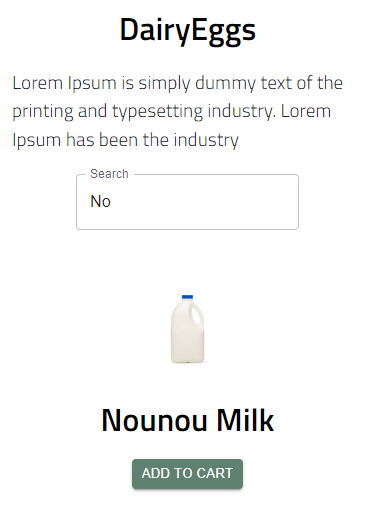 DairyEggs
Lorem Ipsum is simply dummy text of the
printing and typesetting industry. Lorem
Ipsum has been the industry
Search
No
Nounou Milk
ADD TO CART